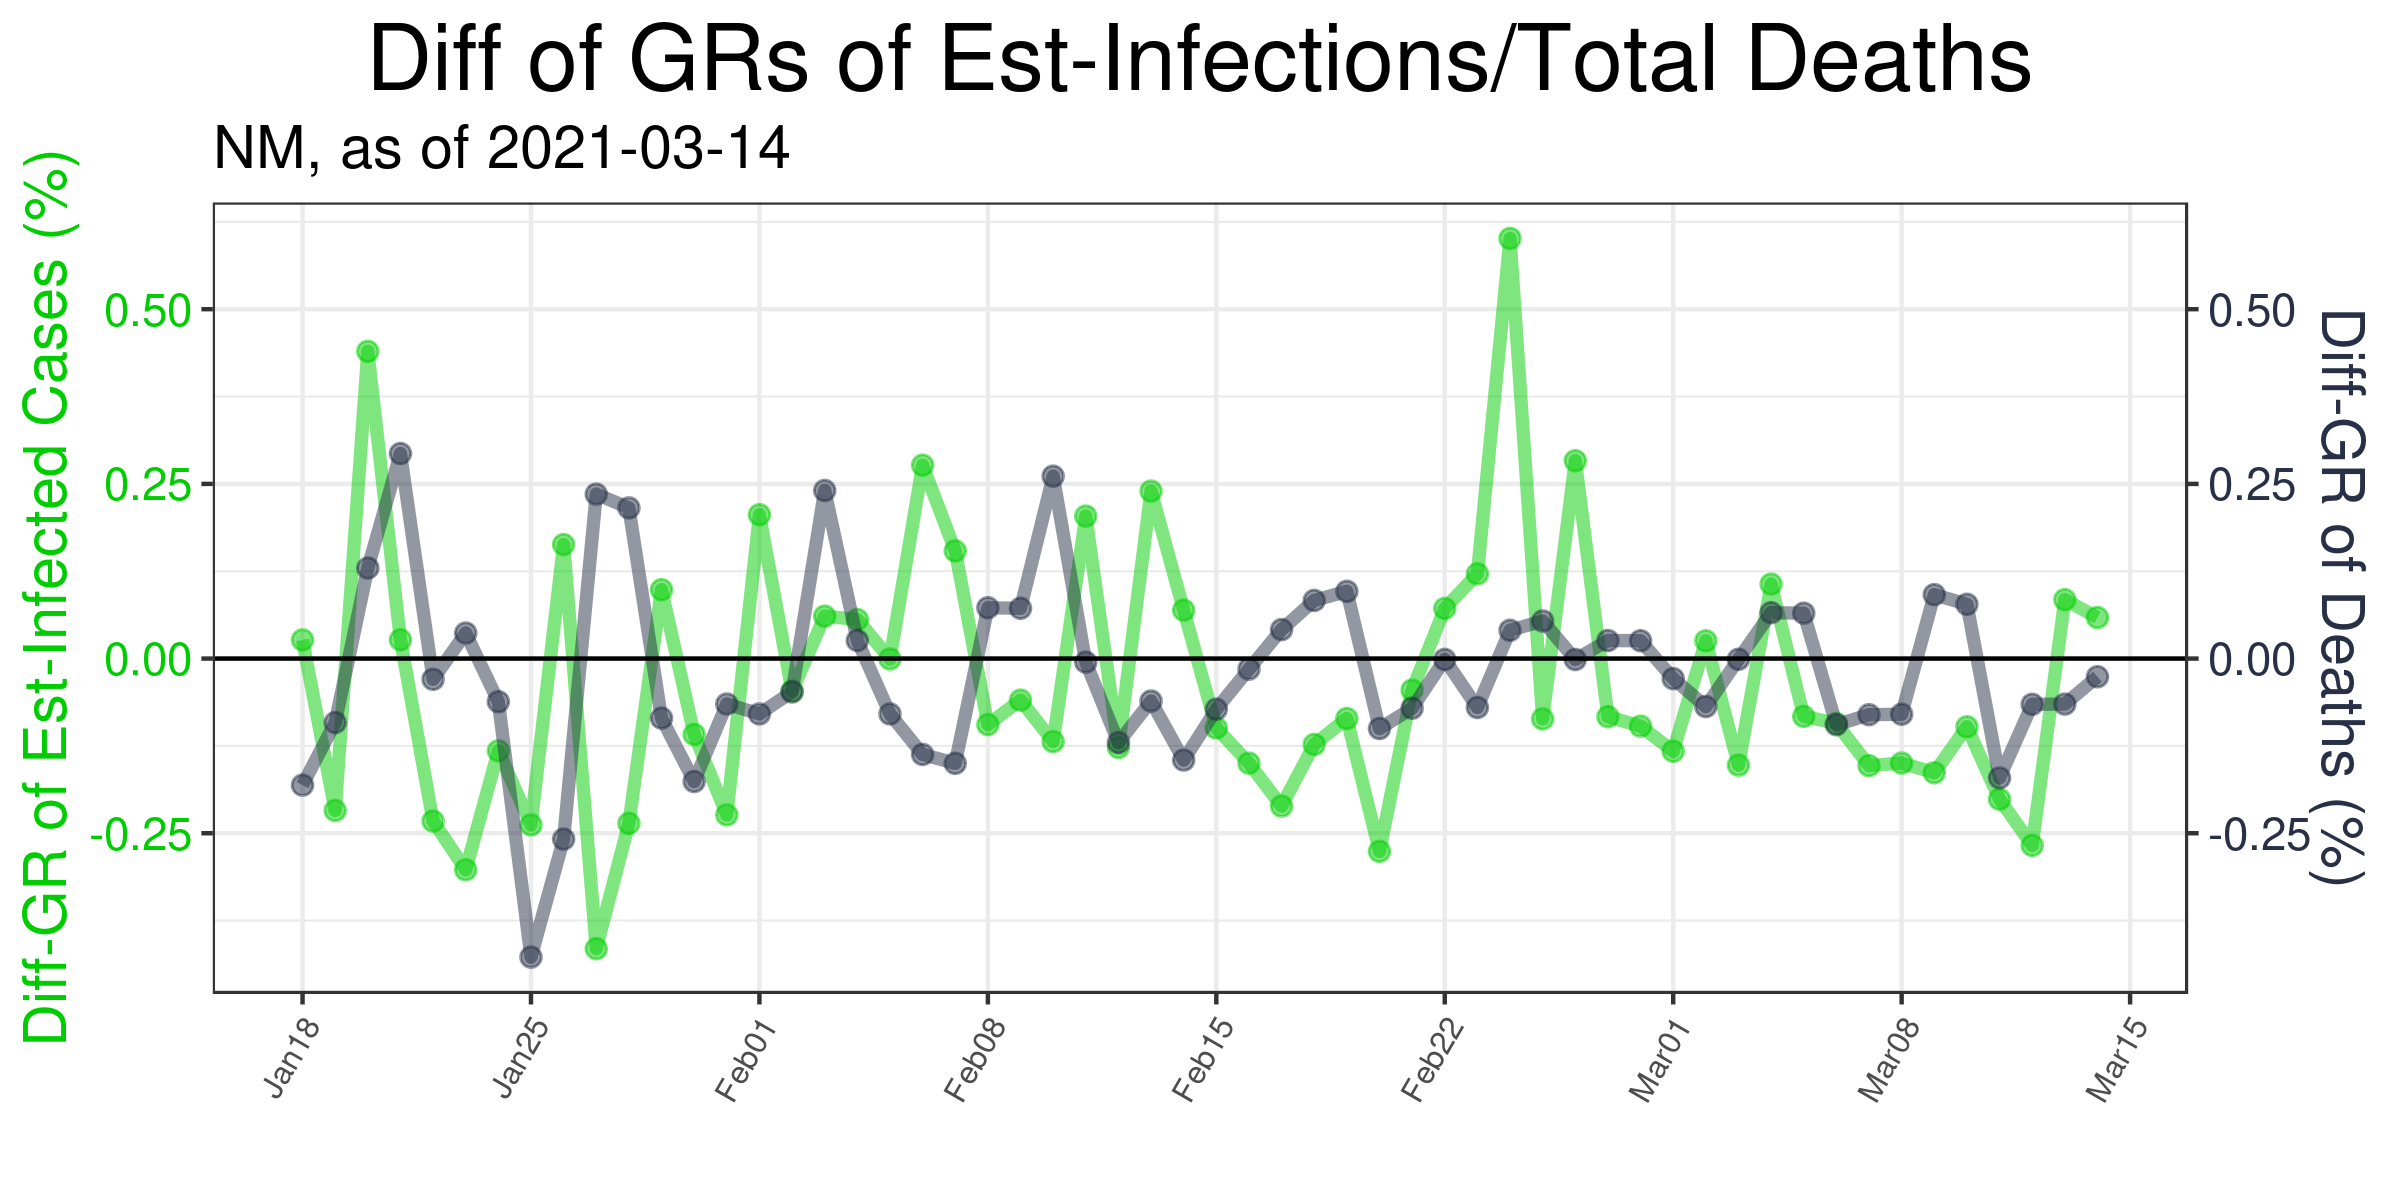 Diff of GRs of Est-Infections/Total Deaths
NM, as of 2021-03-14
Diff-GR of Est-Infected Cases (%)
0.50
0.25
0.00
-0.25
0.50
0.25
0.00
-0.25
Diff-GR of Deaths (%)
Jan18
Jan25
Feb01
Feb08
Feb15
Feb22
Mar01
Mar08
Mar15